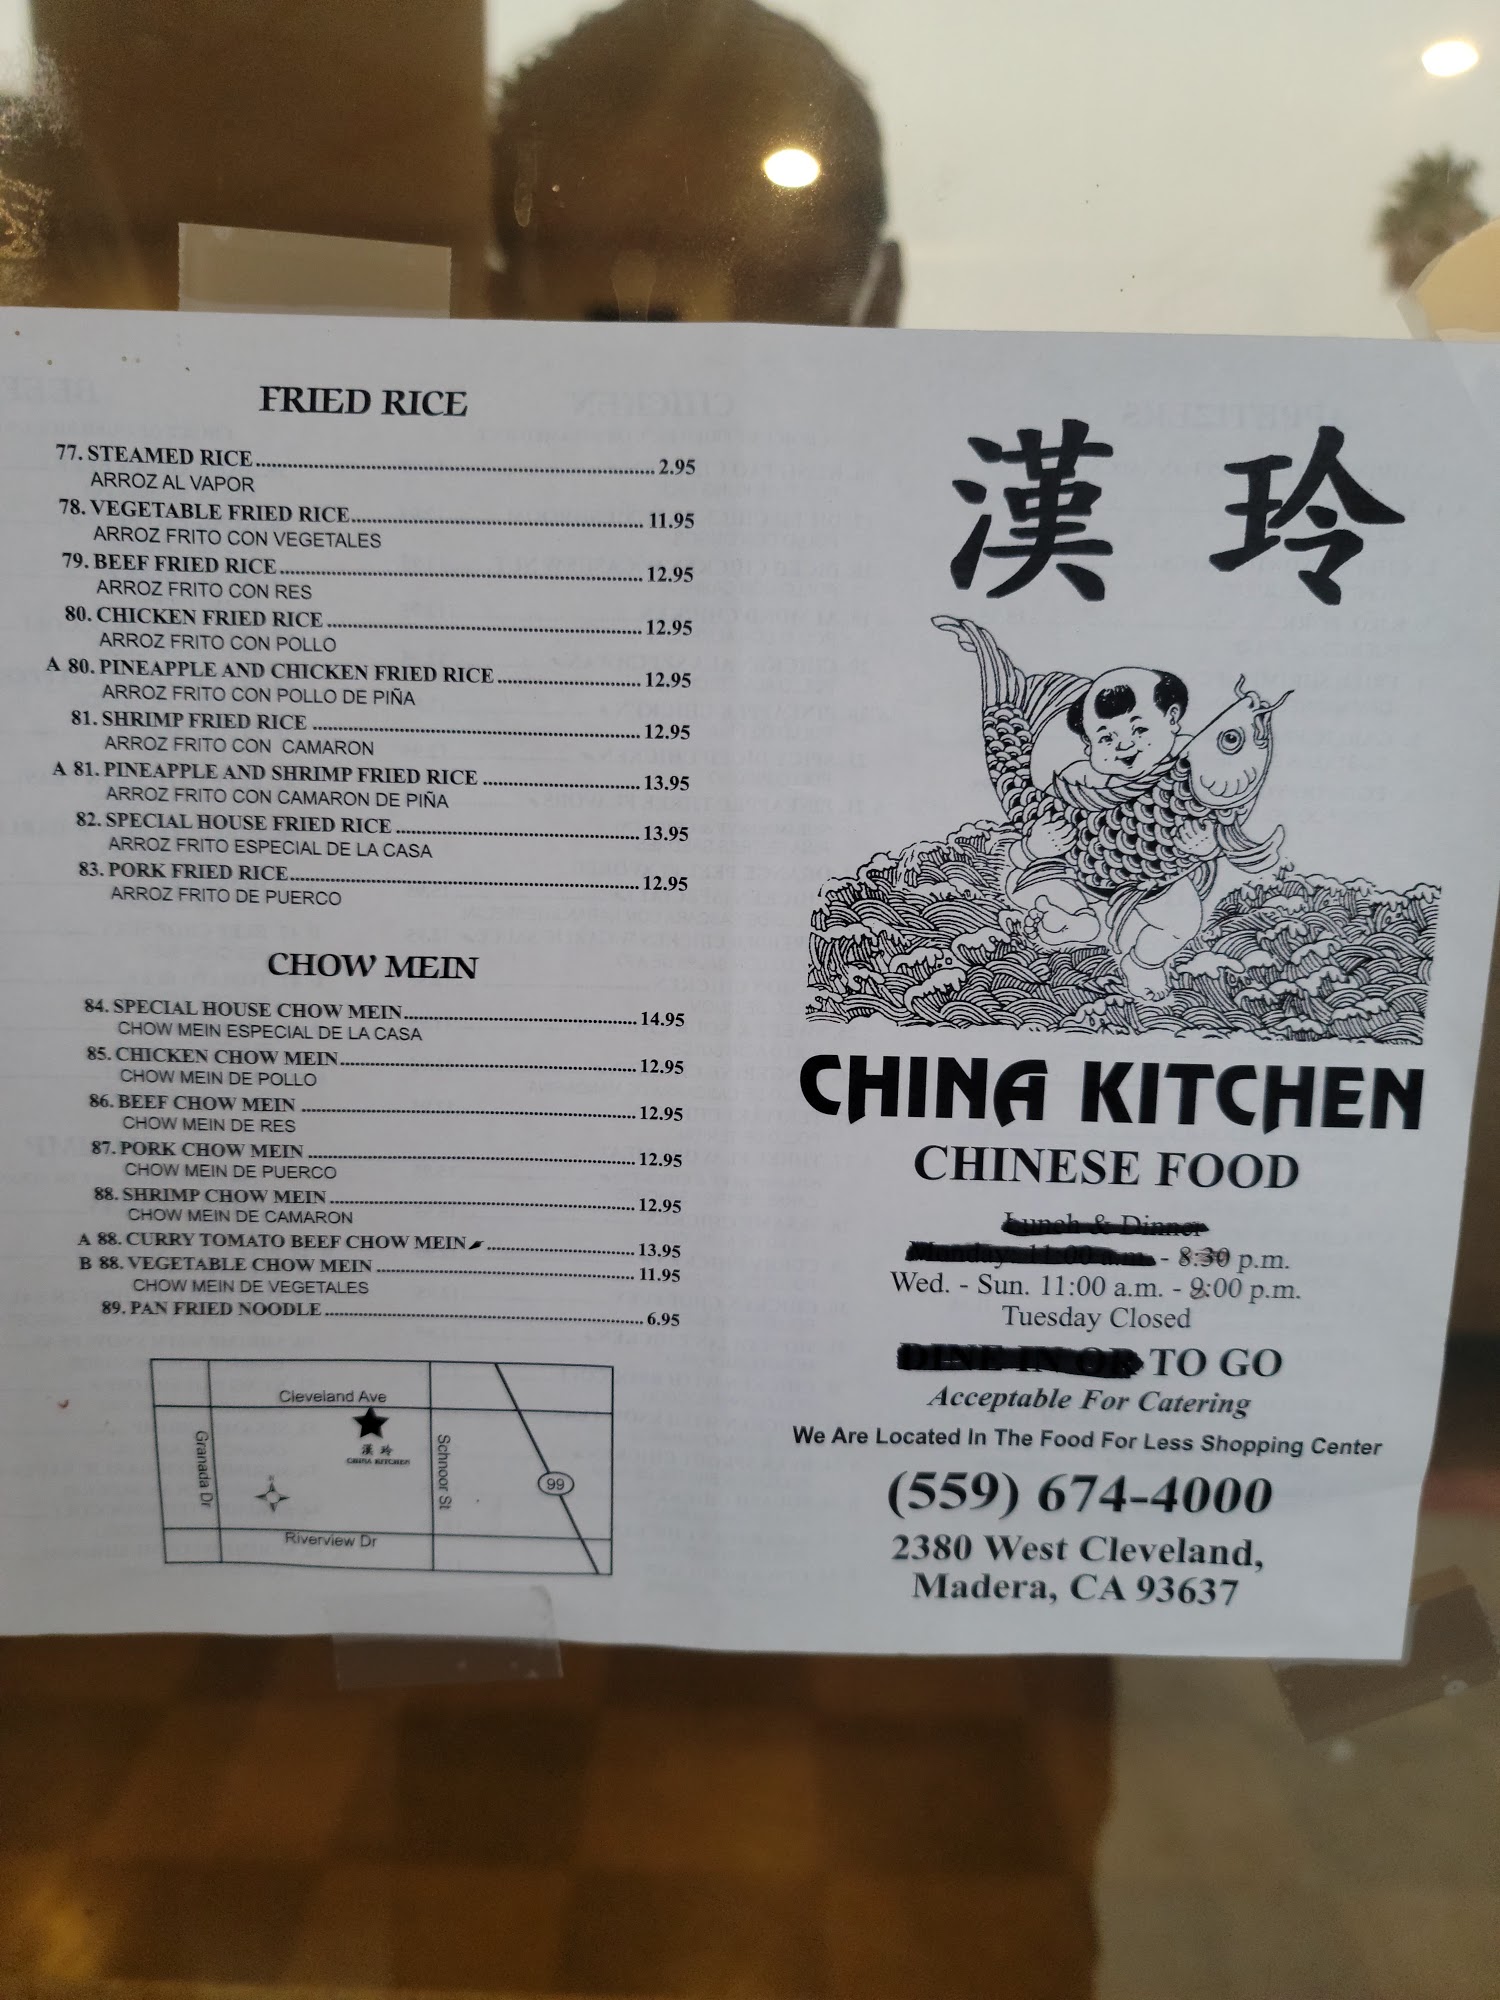 FRIED RICE
77. STEAMED RICE 2.95
ARROZ AL VAPOR
78. VEGETABLE FRIED RICE 11.95
ARROZ FRITO CON VEGETALES
79. BEEF FRIED RICE 12.95
ARROZ FRITO CON RES
80. CHICKEN FRIED RICE 12.95
ARROZ FRITO CON POLLO
A 80. PINEAPPLE AND CHICKEN FRIED RICE 12.95
ARROZ FRITO CON POLLO DE PIÑA
81. SHRIMP FRIED RICE 12.95
ARROZ FRITO CON CAMARON
A 81. PINEAPPLE AND SHRIMP FRIED RICE 13.95
ARROZ FRITO CON CAMARON DE PIÑA
82. SPECIAL HOUSE FRIED RICE 13.95
ARROZ FRITO ESPECIAL DE LA CASA
83. PORK FRIED RICE 12.95
ARROZ FRITO DE PUERCO
CHOW MEIN
84. SPECIAL HOUSE CHOW MEIN 14.95
CHOW MEIN ESPECIAL DE LA CASA
85. CHICKEN CHOW MEIN 12.95
CHOW MEIN DE POLLO
86. BEEF CHOW MEIN 12.95
CHOW MEIN DE RES
87. PORK CHOW MEIN 12.95
CHOW MEIN DE PUERCO
88. SHRIMP CHOW MEIN 12.95
CHOW MEIN DE CAMARON
A 88. CURRY TOMATO BEEF CHOW MEIN 13.95
B 88. VEGETABLE CHOW MEIN 11.95
CHOW MEIN DE VEGETALES
89. PAN FRIED NOODLE 6.95
Cleveland Ave
漢 玲
CHINA KITCHEN
Granada Dr
Schnoor St
99
N
Riverview Dr
漢 玲
CHINA KITCHEN
CHINESE FOOD
Lunch & Dinner
Monday. 11:00 a.m. - 8:30 p.m.
Wed. - Sun. 11:00 a.m. - 9:00 p.m.
Tuesday Closed
DINE IN OR TO GO
Acceptable For Catering
We Are Located In The Food For Less Shopping Center
(559) 674-4000
2380 West Cleveland,
Madera, CA 93637